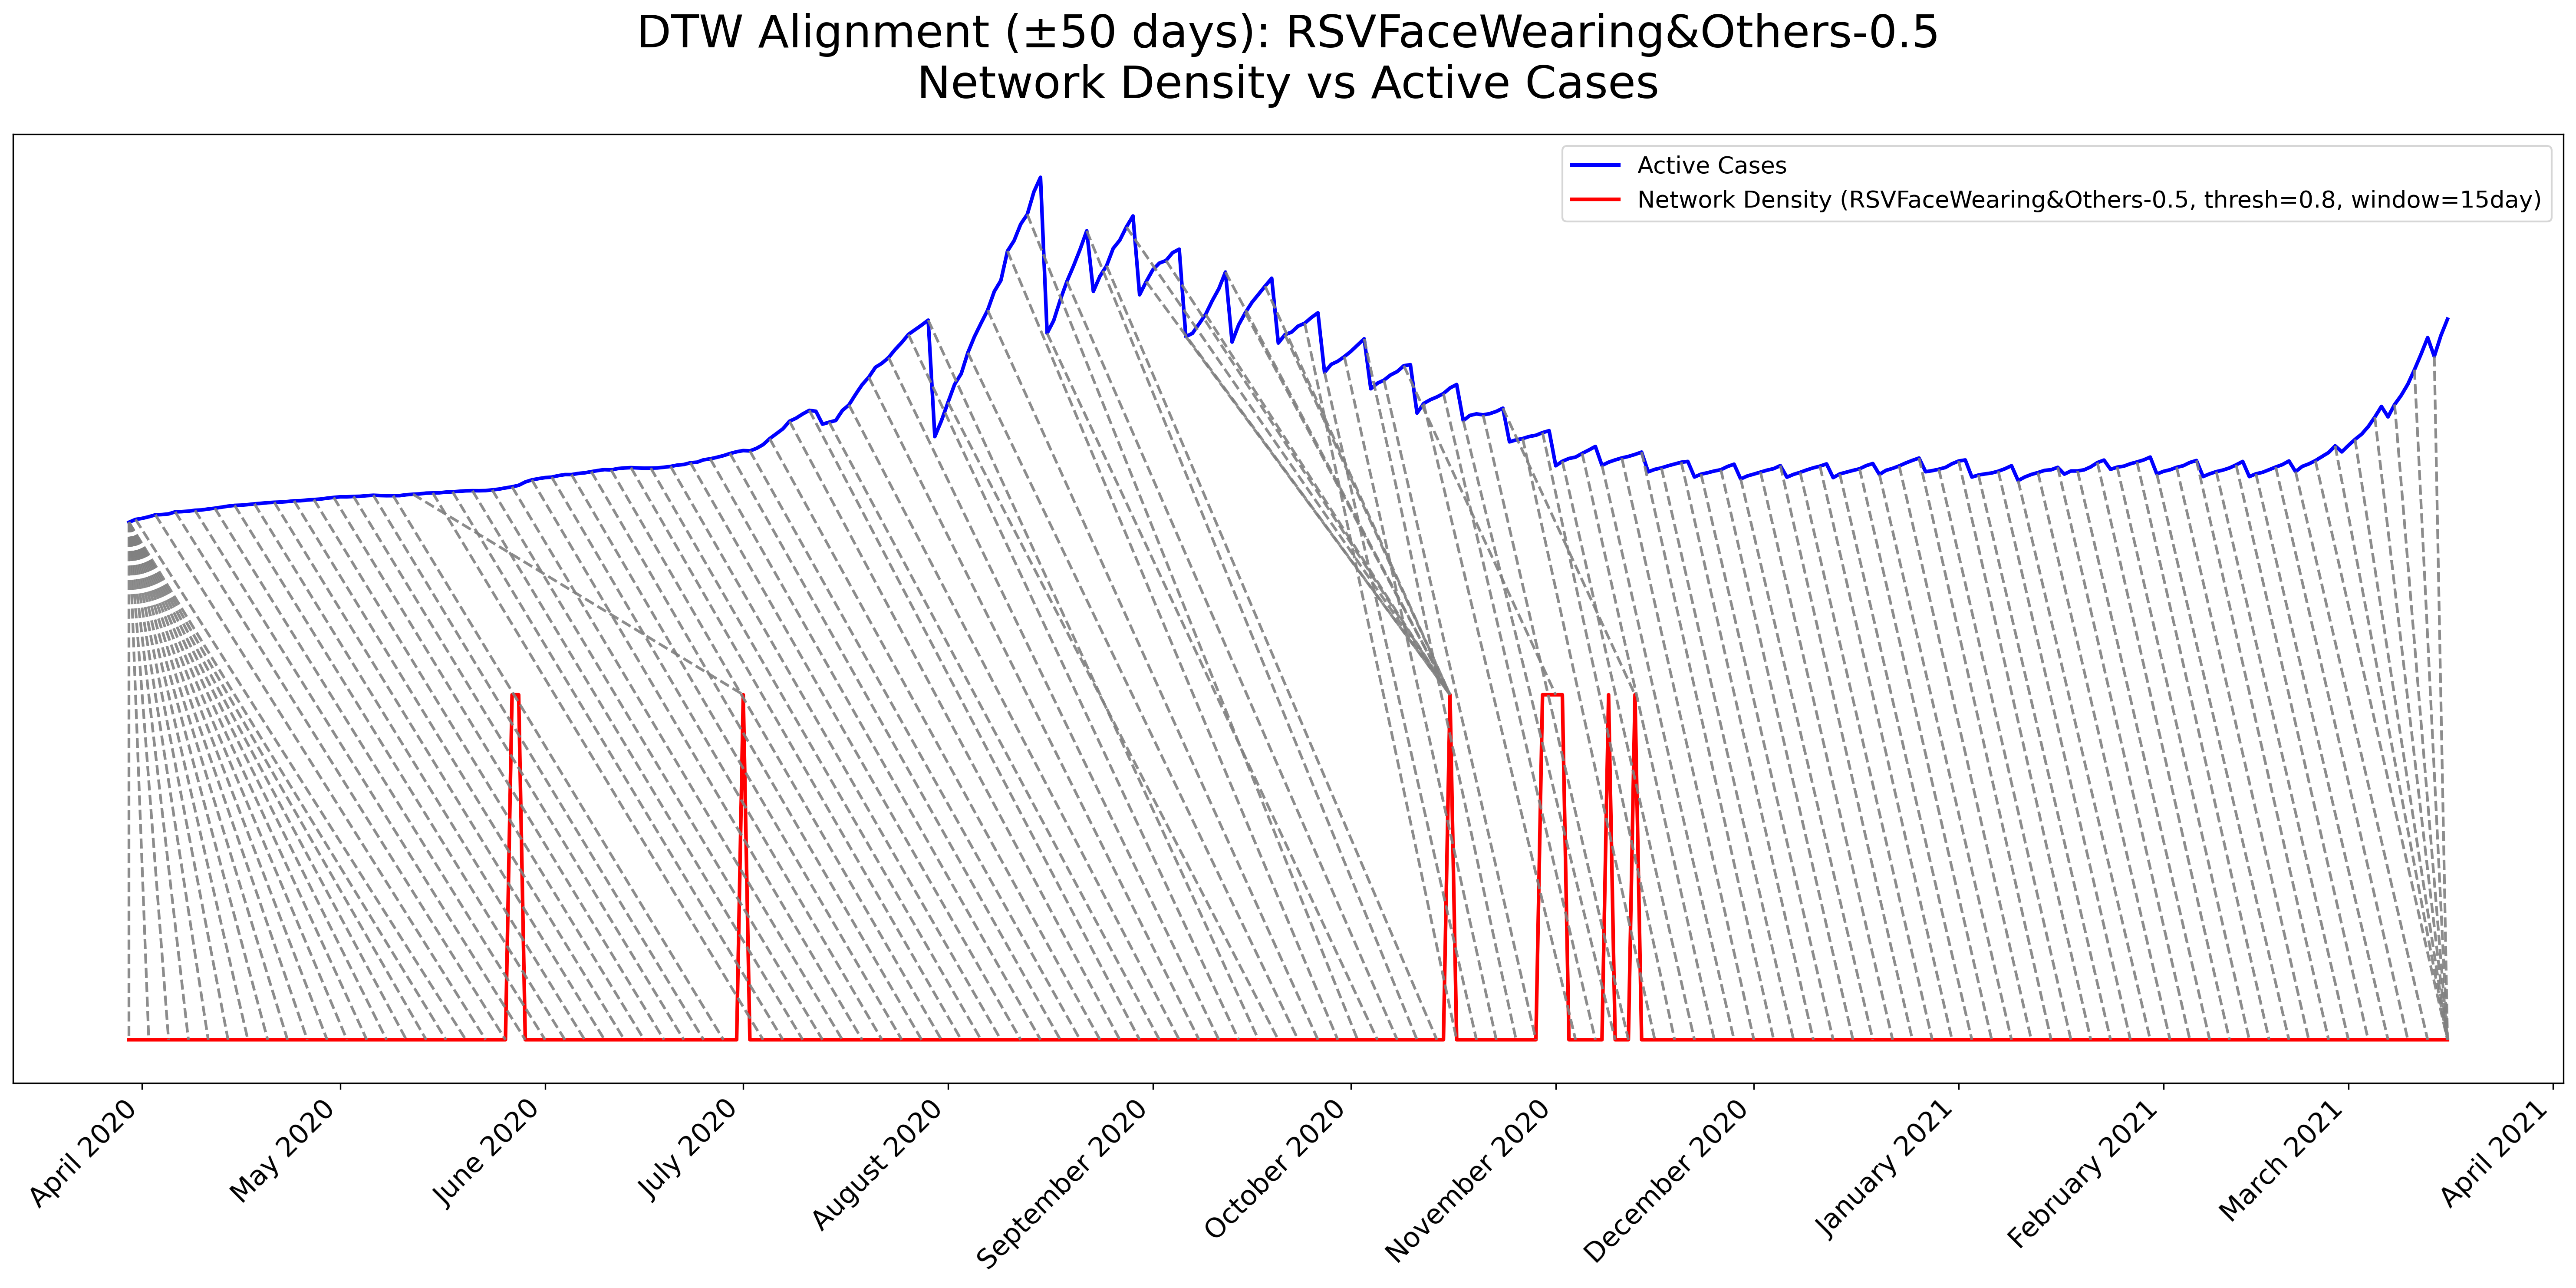 DTW Alignment (±50 days): RSVFaceWearing&Others-0.5
Network Density vs Active Cases
Active Cases
Network Density (RSVFaceWearing&Others-0.5, thresh=0.8, window=15day)
April 2020
May 2020
June 2020
July 2020
August 2020
September 2020
October 2020
November 2020
December 2020
January 2021
February 2021
March 2021
April 2021